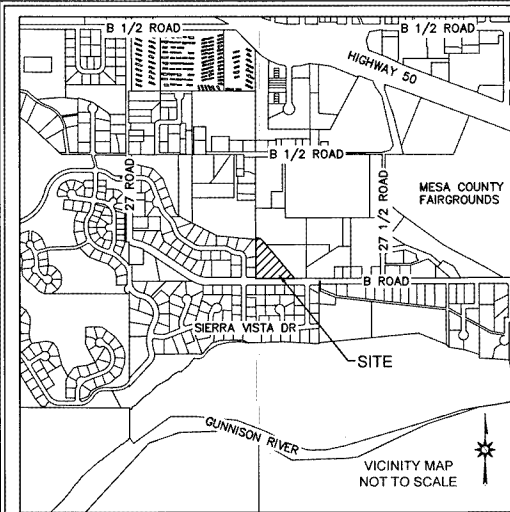 B 1/2 ROAD
B 1/2 ROAD
HIGHWAY 50
B 1/2 ROAD
27 ROAD
27 1/2 ROAD
MESA COUNTY
FAIRGROUNDS
B ROAD
SIERRA VISTA DR
SITE
GUNNISON RIVER
VICINITY MAP
NOT TO SCALE